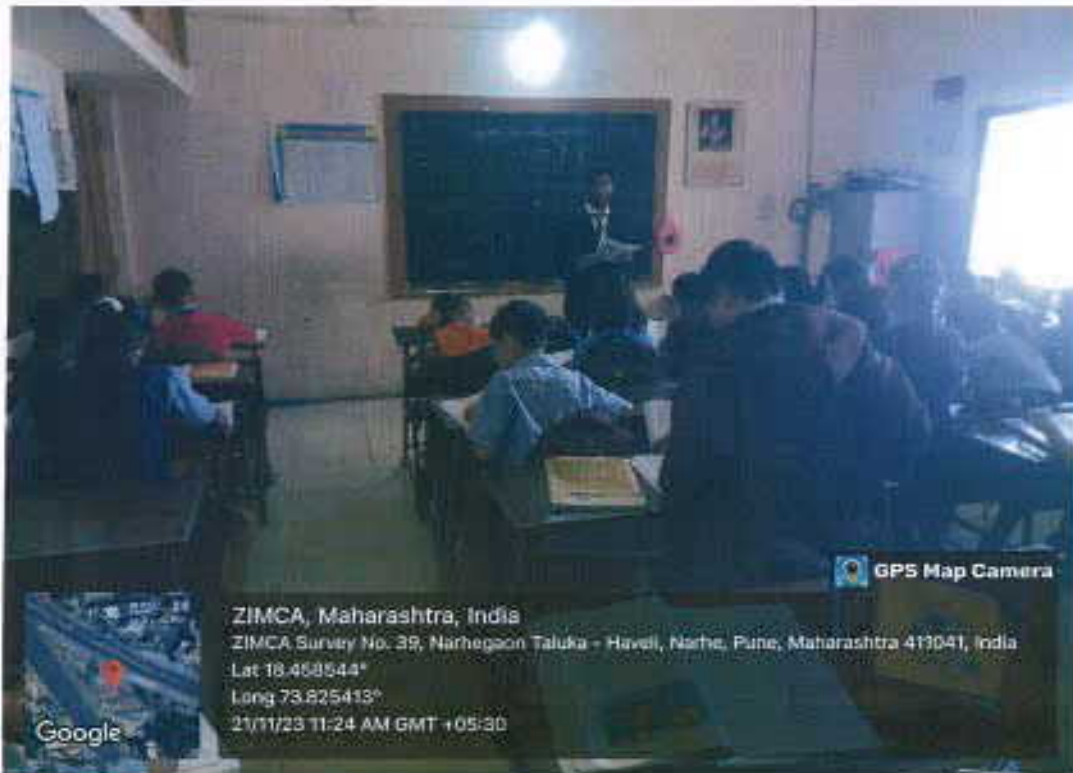 GPS Map Camera
ZIMCA, Maharashtra, India
ZIMCA Survey No. 39, Narhegaon Taluka - Haveli, Narhe, Pune, Maharashtra 411041, India
Lat 18.458544°
Long 73.825413°
21/11/23 11:24 AM GMT +05:30
Google